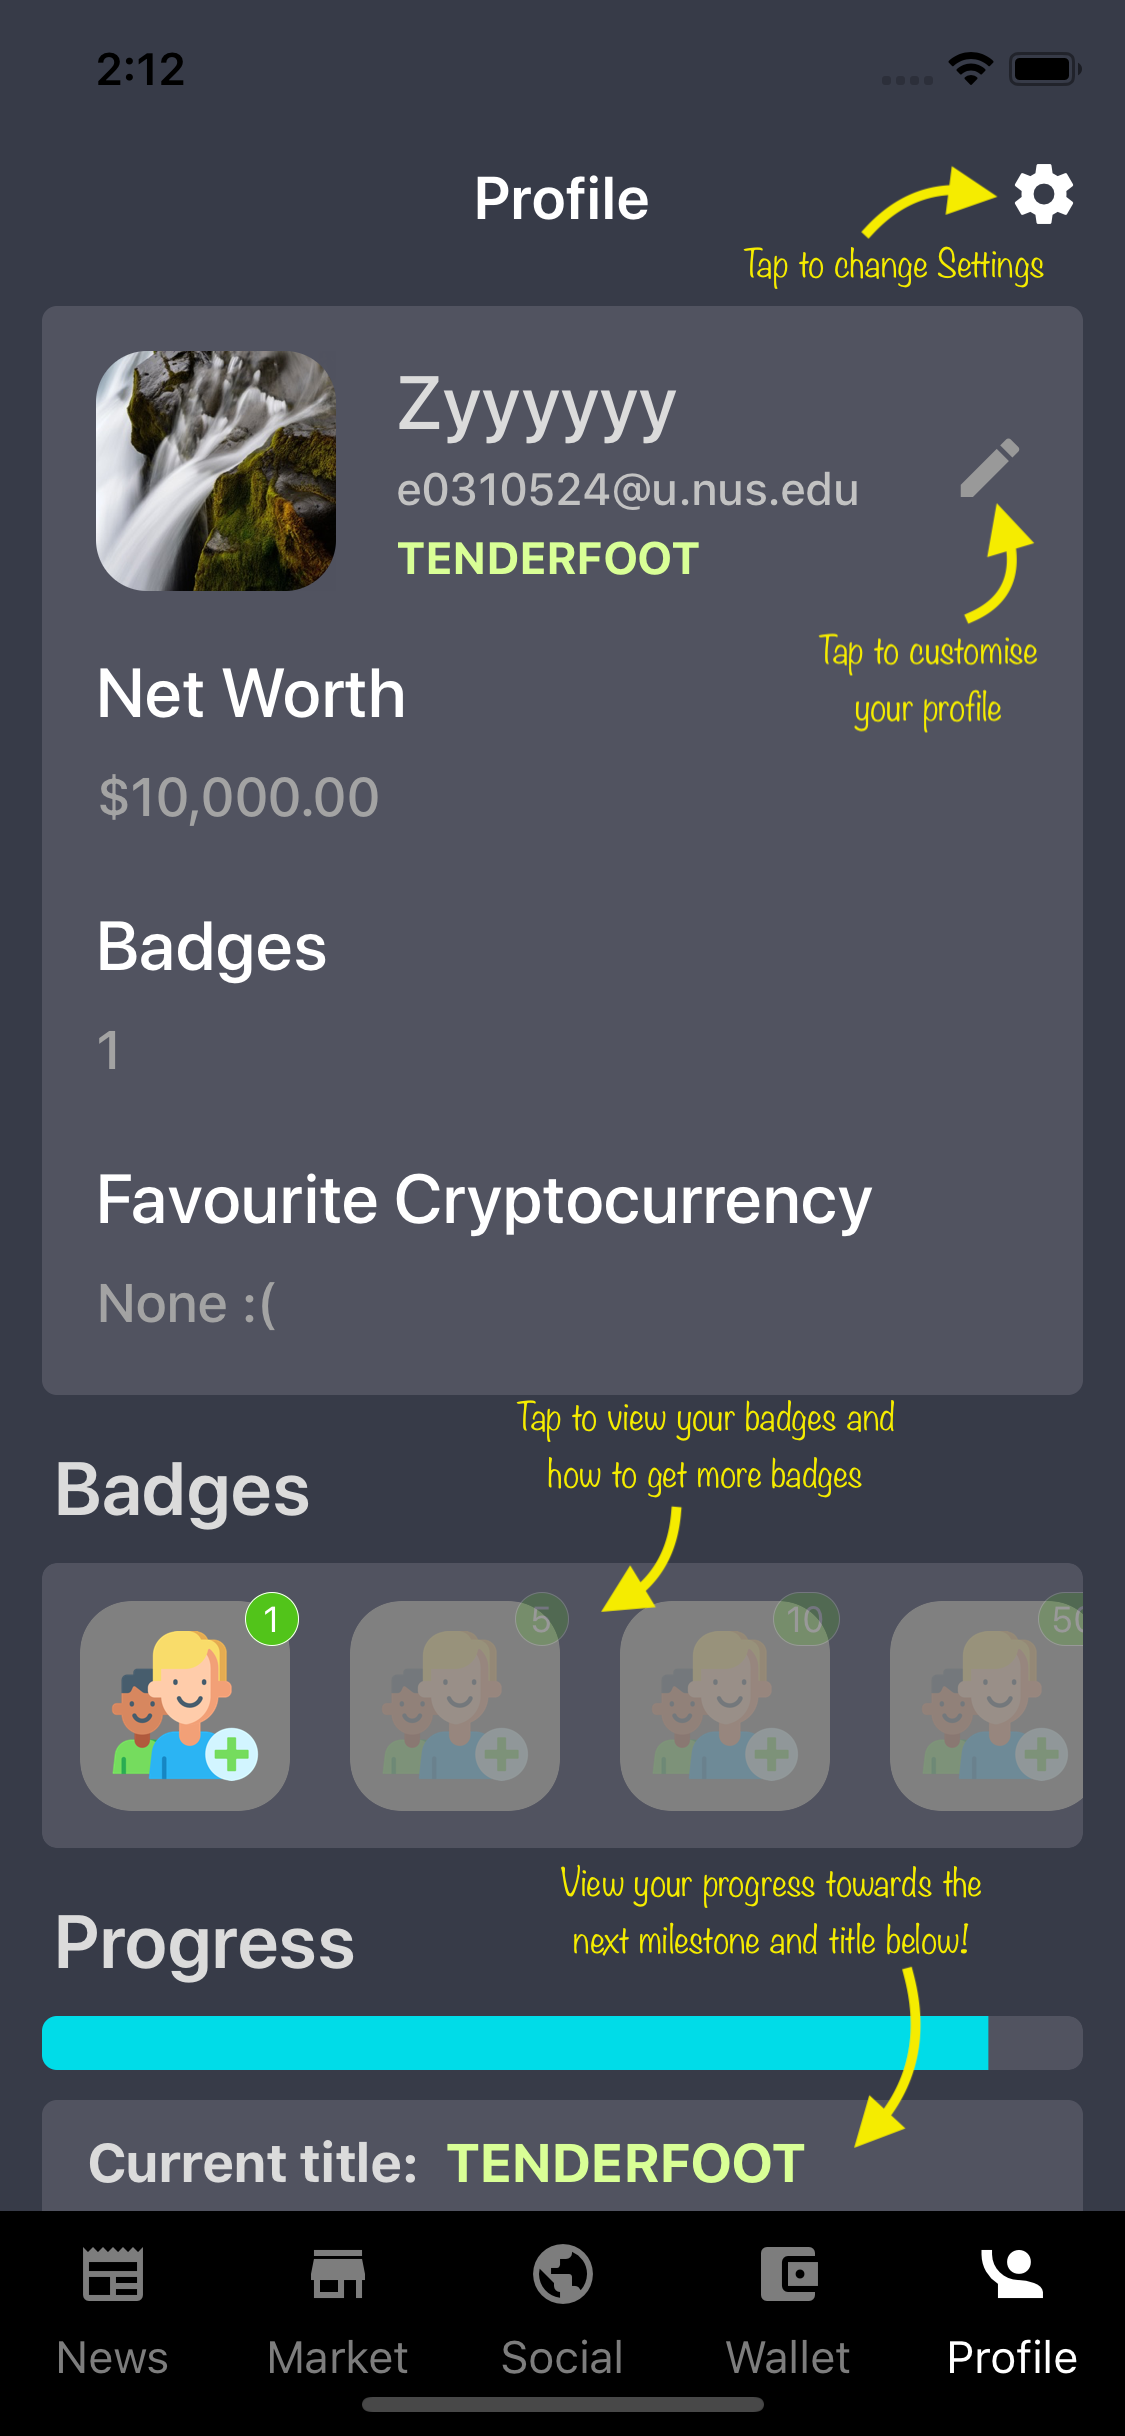 2:12
Profile
Tap to change Settings
Zyyyyyy
e0310524@u.nus.edu
TENDERFOOT
Tap to customise
your profile
Net Worth
$10,000.00
Badges
1
Favourite Cryptocurrency
None :(
Tap to view your badges and
how to get more badges
Badges
1
5
10
50
View your progress towards the
next milestone and title below!
Progress
Current title: TENDERFOOT
News
Market
Social
Wallet
Profile